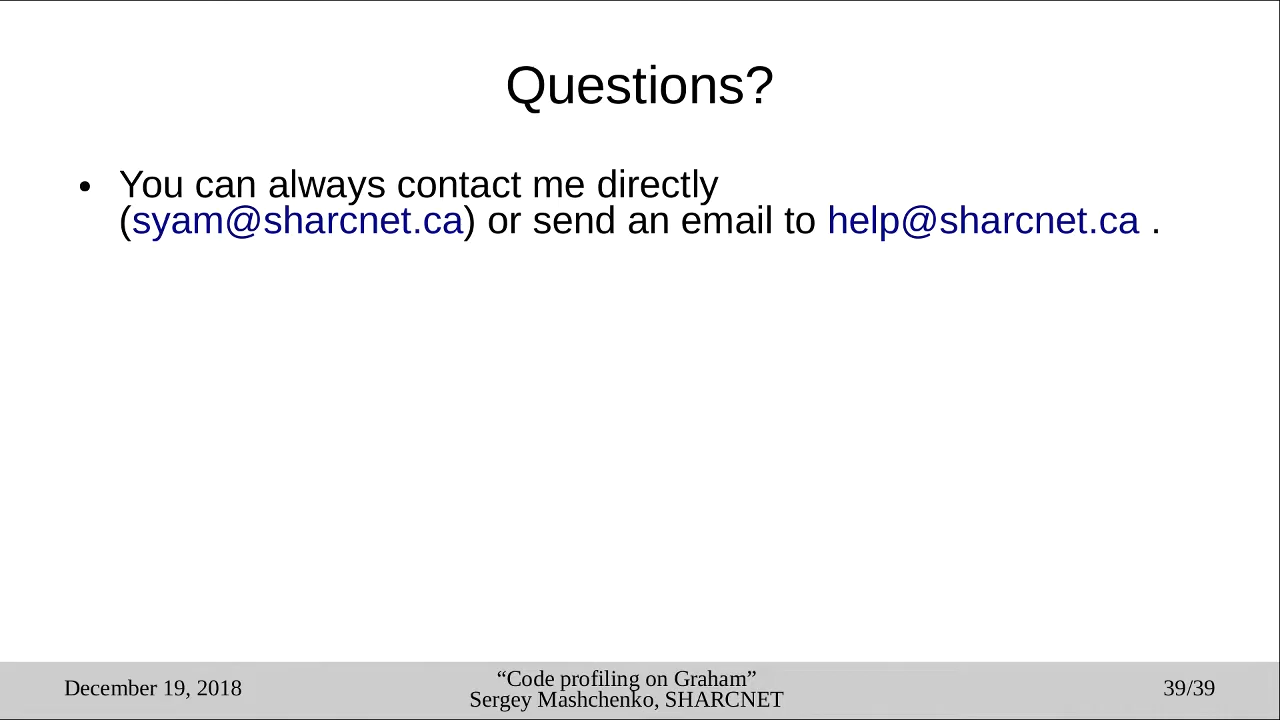 Questions?
• You can always contact me directly
(syam@sharcnet.ca) or send an email to help@sharcnet.ca .
December 19, 2018
“Code profiling on Graham”
Sergey Mashchenko, SHARCNET
39/39